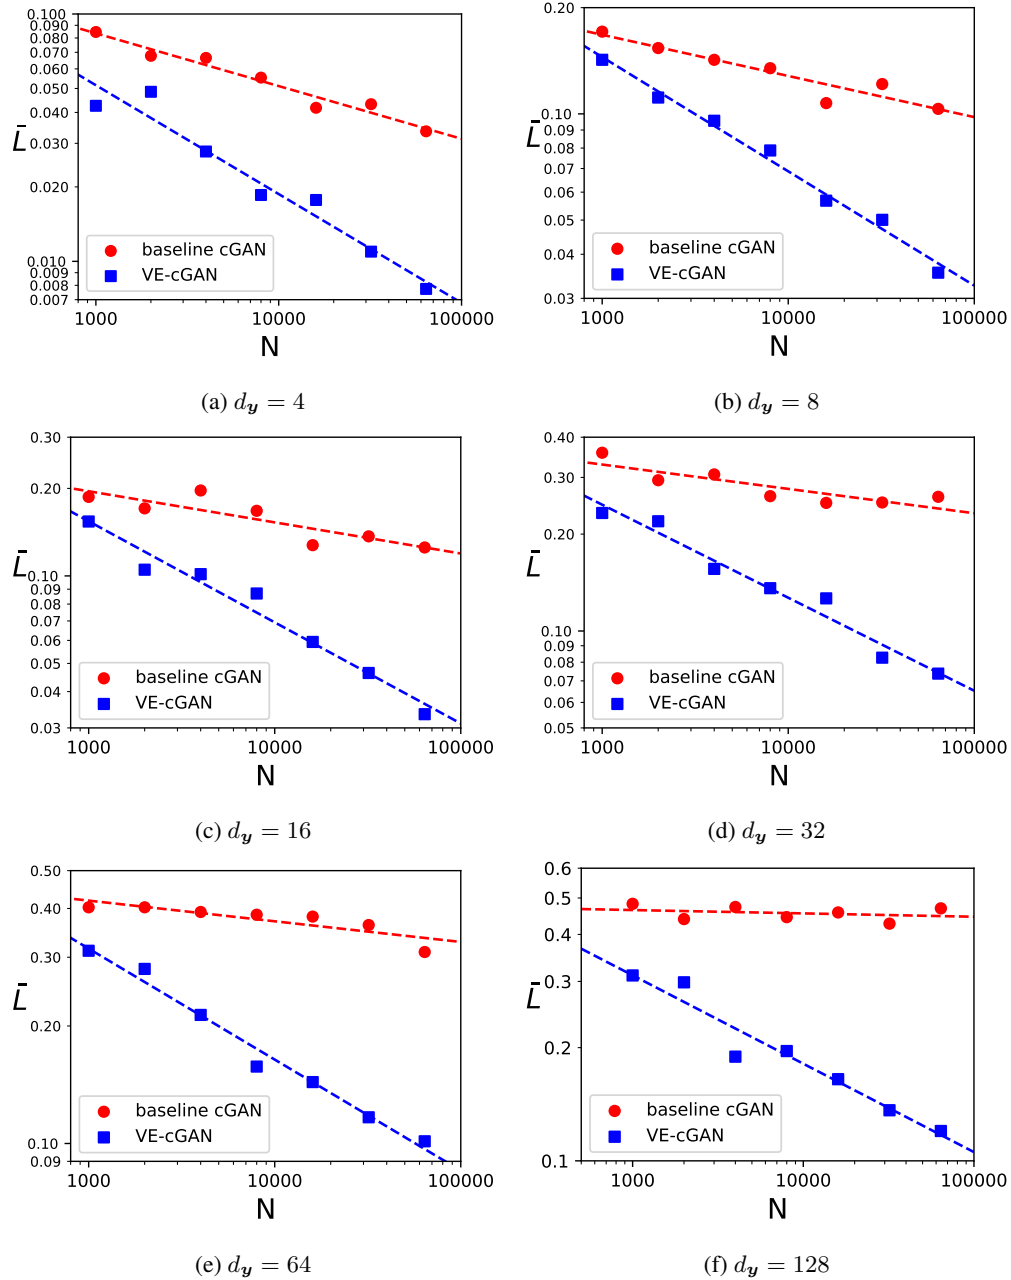 0.100
0.090
0.080
0.070
0.060
0.050
0.040
0.030
0.020
0.010
0.009
0.008
0.007
L̄
baseline cGAN
VE-cGAN
1000 10000 100000
N
(a) d_y = 4
0.20
0.10
0.09
0.08
0.07
0.06
0.05
0.04
0.03
L̄
baseline cGAN
VE-cGAN
1000 10000 100000
N
(b) d_y = 8
0.30
0.20
0.10
0.09
0.08
0.07
0.06
0.05
0.04
0.03
L̄
baseline cGAN
VE-cGAN
1000 10000 100000
N
(c) d_y = 16
0.40
0.30
0.20
0.10
0.09
0.08
0.07
0.06
0.05
L̄
baseline cGAN
VE-cGAN
1000 10000 100000
N
(d) d_y = 32
0.50
0.40
0.30
0.20
0.10
0.09
L̄
baseline cGAN
VE-cGAN
1000 10000 100000
N
(e) d_y = 64
0.6
0.5
0.4
0.3
0.2
0.1
L̄
baseline cGAN
VE-cGAN
1000 10000 100000
N
(f) d_y = 128